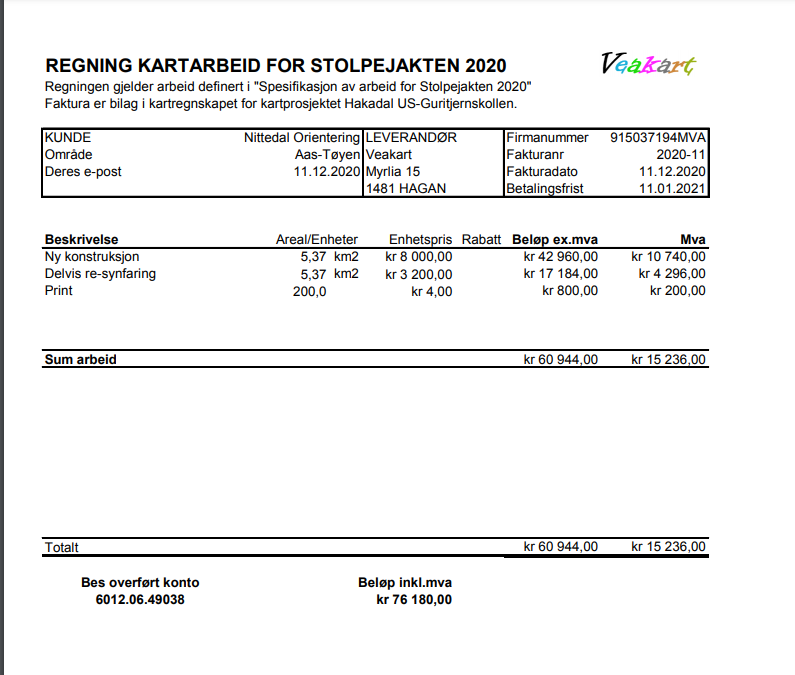 REGNING KARTARBEID FOR STOLPEJAKTEN 2020 Veakart
Regningen gjelder arbeid definert i "Spesifikasjon av arbeid for Stolpejakten 2020"
Faktura er bilag i kartregnskapet for kartprosjektet Hakadal US-Guritjernskollen.
KUNDE Nittedal Orientering LEVERANDØR Firmanummer 915037194MVA
Område Aas-Tøyen Veakart Fakturanr 2020-11
Deres e-post 11.12.2020 Myrlia 15 Fakturadato 11.12.2020
1481 HAGAN Betalingsfrist 11.01.2021
Beskrivelse Areal/Enheter Enhetspris Rabatt Beløp ex.mva Mva
Ny konstruksjon 5,37 km2 kr 8 000,00 kr 42 960,00 kr 10 740,00
Delvis re-synfaring 5,37 km2 kr 3 200,00 kr 17 184,00 kr 4 296,00
Print 200,0 kr 4,00 kr 800,00 kr 200,00
Sum arbeid kr 60 944,00 kr 15 236,00
Totalt kr 60 944,00 kr 15 236,00
Bes overført konto Beløp inkl.mva
6012.06.49038 kr 76 180,00